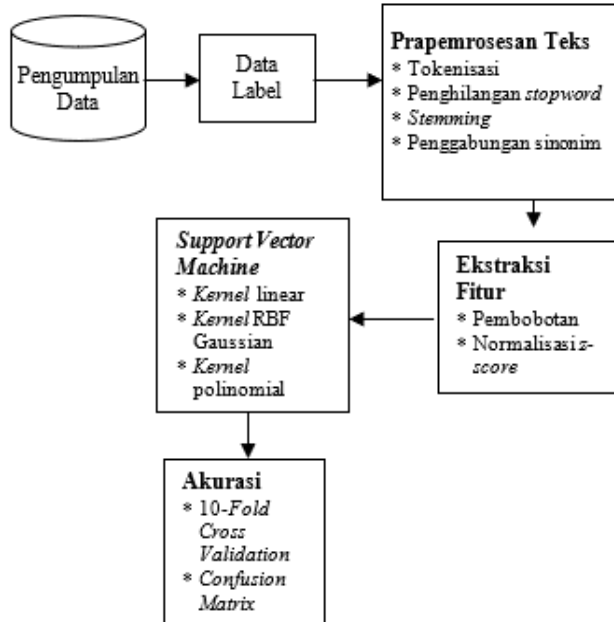 Pengumpulan
Data
Data
Label
Prapemrosesan Teks
* Tokenisasi
* Penghilangan stopword
* Stemming
* Penggabungan sinonim
Support Vector
Machine
* Kernel linear
* Kernel RBF
Gaussian
* Kernel
polinomial
Ekstraksi
Fitur
* Pembobotan
* Normalisasi z-
score
Akurasi
* 10-Fold
Cross
Validation
* Confusion
Matrix